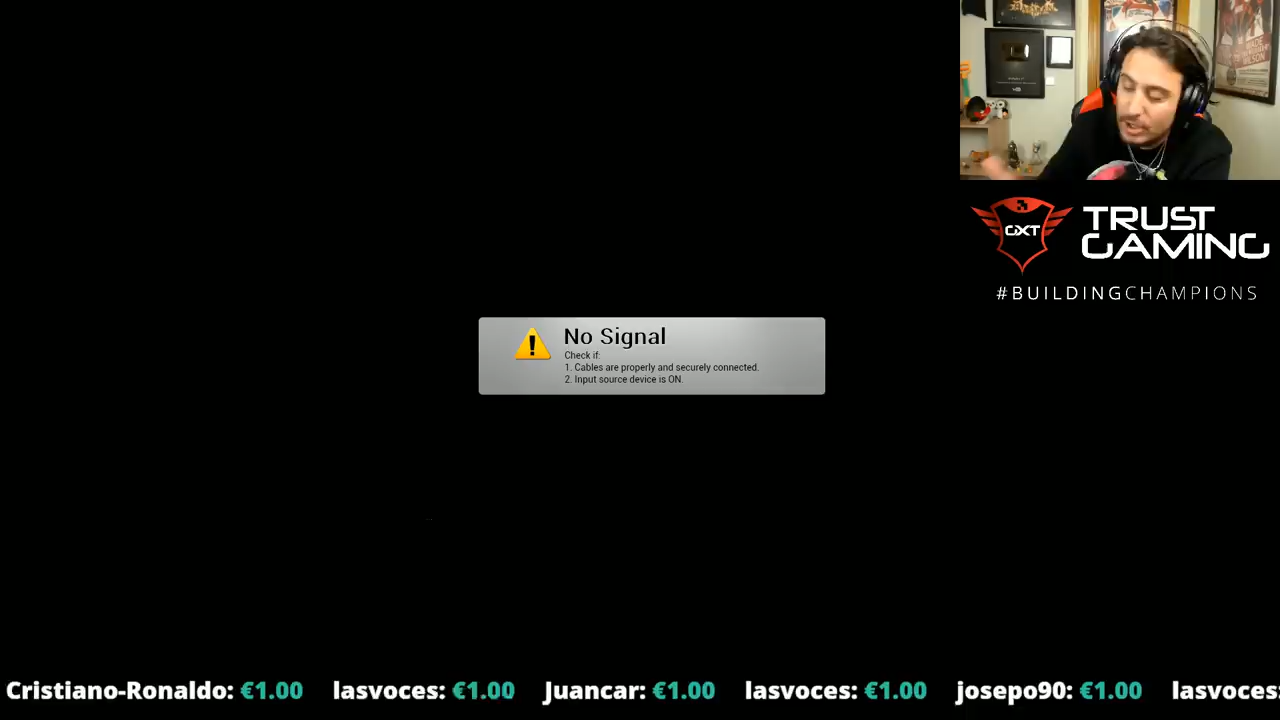 GXT
TRUST
GAMING
#BUILDINGCHAMPIONS
No Signal
Check if:
1. Cables are properly and securely connected.
2. Input source device is ON.
Cristiano-Ronaldo: €1.00 lasvoces: €1.00 Juancar: €1.00 lasvoces: €1.00 josepo90: €1.00 lasvoces: